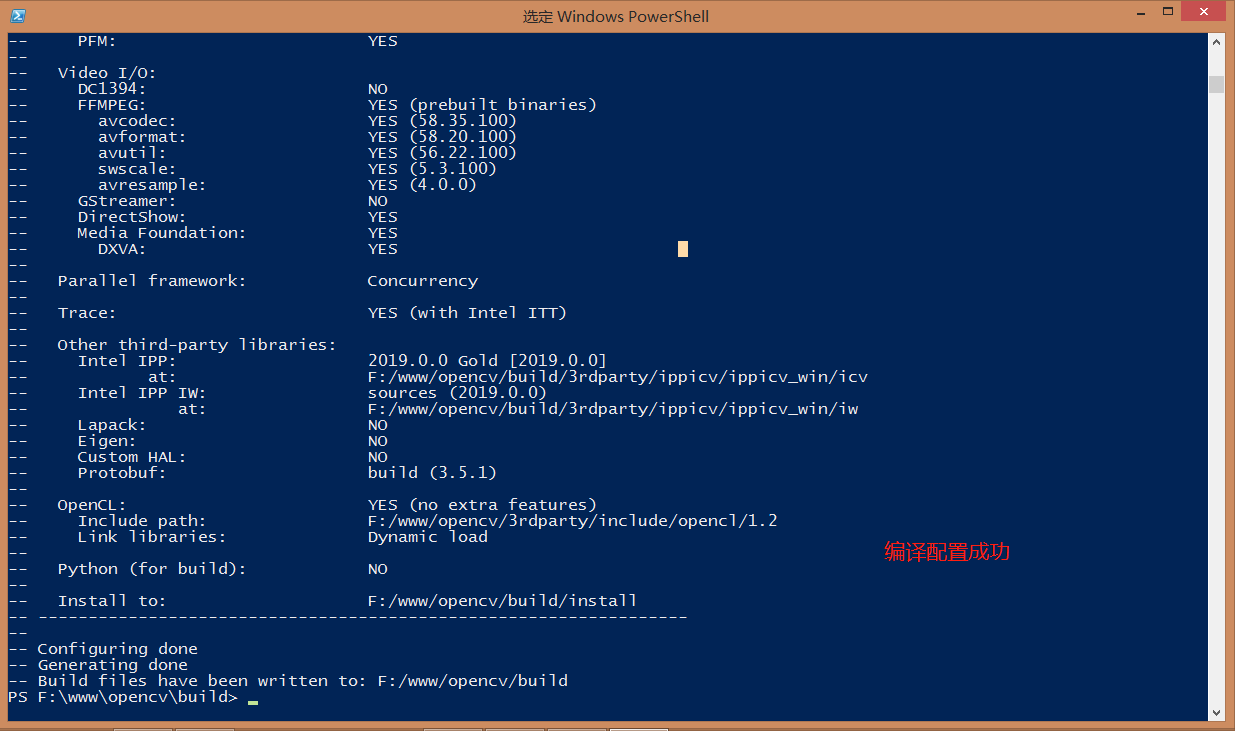 选定 Windows PowerShell
--     PFM:                         YES
--
--   Video I/O:
--     DC1394:                      NO
--     FFMPEG:                      YES (prebuilt binaries)
--       avcodec:                   YES (58.35.100)
--       avformat:                  YES (58.20.100)
--       avutil:                    YES (56.22.100)
--       swscale:                   YES (5.3.100)
--       avresample:                YES (4.0.0)
--     GStreamer:                   NO
--     DirectShow:                  YES
--     Media Foundation:            YES
--       DXVA:                      YES
--
--   Parallel framework:            Concurrency
--
--   Trace:                         YES (with Intel ITT)
--
--   Other third-party libraries:
--     Intel IPP:                   2019.0.0 Gold [2019.0.0]
--            at:                   F:/www/opencv/build/3rdparty/ippicv/ippicv_win/icv
--     Intel IPP IW:                sources (2019.0.0)
--               at:                F:/www/opencv/build/3rdparty/ippicv/ippicv_win/iw
--     Lapack:                      NO
--     Eigen:                       NO
--     Custom HAL:                  NO
--     Protobuf:                    build (3.5.1)
--
--   OpenCL:                        YES (no extra features)
--     Include path:                F:/www/opencv/3rdparty/include/opencl/1.2
--     Link libraries:              Dynamic load
编译配置成功
--
--   Python (for build):            NO
--
--   Install to:                    F:/www/opencv/build/install
-- -----------------------------------------------------------------
--
-- Configuring done
-- Generating done
-- Build files have been written to: F:/www/opencv/build
PS F:\www\opencv\build>